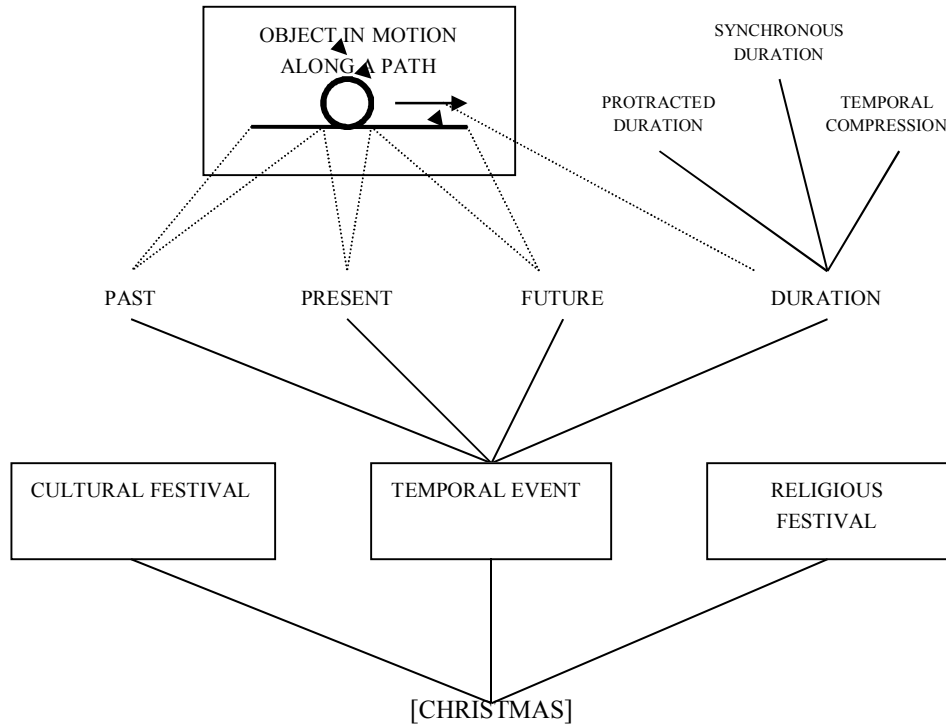 OBJECT IN MOTION
ALONG A PATH
SYNCHRONOUS
DURATION
PROTRACTED
DURATION
TEMPORAL
COMPRESSION
PAST
PRESENT
FUTURE
DURATION
CULTURAL FESTIVAL
TEMPORAL EVENT
RELIGIOUS
FESTIVAL
[CHRISTMAS]